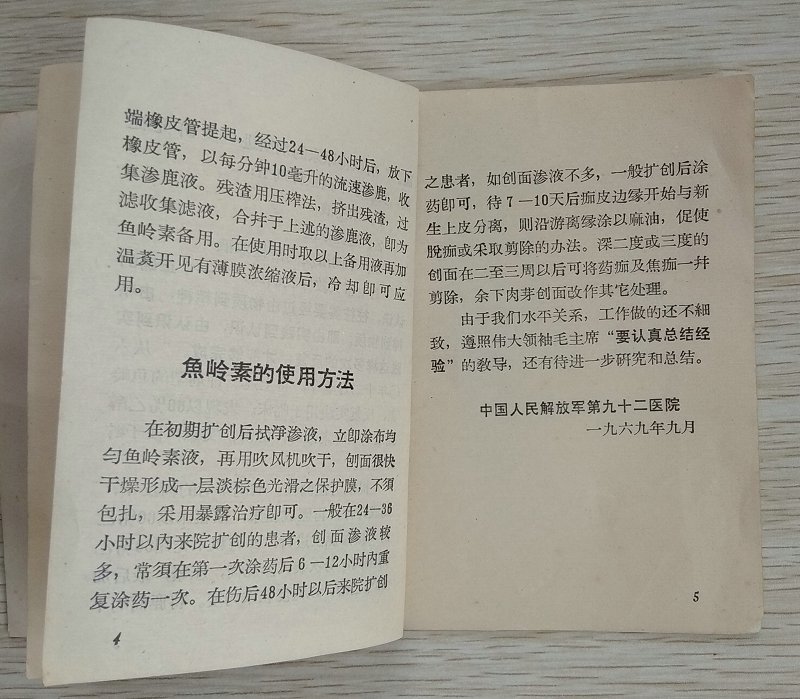 端橡皮管提起，经过24—48小时后，放下
橡皮管，以每分钟10毫升的流速渗鹿，收
集渗鹿液。残渣用压榨法，挤出残渣，过
滤收集滤液，合幷于上述的渗鹿液，卽为
鱼岭素备用。在使用时取以上备用液再加
温煑开见有薄膜浓缩液后，冷却卽可应
用。
魚岭素的使用方法
在初期扩创后拭淨渗液，立卽涂布均
匀鱼岭素液，再用吹风机吹干，刨面很快
干燥形成一层淡棕色光滑之保护膜，不須
包扎，采用暴露治疗卽可。一般在24—36
小时以内来院扩创的患者，创面渗液较
多，常須在第一次涂药后6—12小时内重
复涂药一次。在伤后48小时以后来院扩创
4
之患者，如创面渗液不多，一般扩创后涂
药卽可，待7—10天后痂皮边缘开始与新
生上皮分离，则沿游离缘涂以麻油，促使
脱痂或采取剪除的办法。深二度或三度的
创面在二至三周以后可将药痂及焦痂一幷
剪除，余下肉芽创面改作其它处理。
由于我们水平关系，工作做的还不細
致，遵照伟大领袖毛主席“要认真总结经
验”的教导，还有待进一步研究和总结。
中国人民解放军第九十二医院
一九六九年九月
5